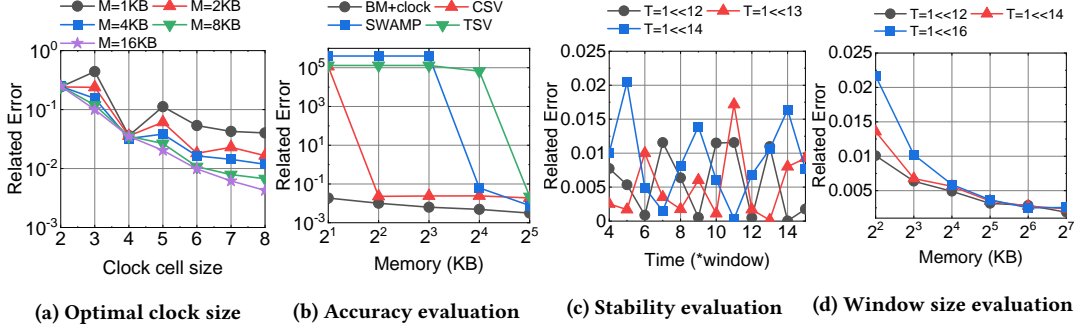 M=1KB M=2KB
M=4KB M=8KB
M=16KB
10^0
10^-1
10^-2
10^-3
2 3 4 5 6 7 8
Related Error
Clock cell size
(a) Optimal clock size
BM+clock CSV
SWAMP TSV
10^5
10^3
10^1
10^-1
10^-3
2^1 2^2 2^3 2^4 2^5
Related Error
Memory (KB)
(b) Accuracy evaluation
T=1<<12 T=1<<13
T=1<<14
0.025
0.02
0.015
0.01
0.005
0
4 6 8 10 12 14
Related Error
Time (*window)
(c) Stability evaluation
T=1<<12 T=1<<14
T=1<<16
0.025
0.02
0.015
0.01
0.005
2^2 2^3 2^4 2^5 2^6 2^7
Related Error
Memory (KB)
(d) Window size evaluation